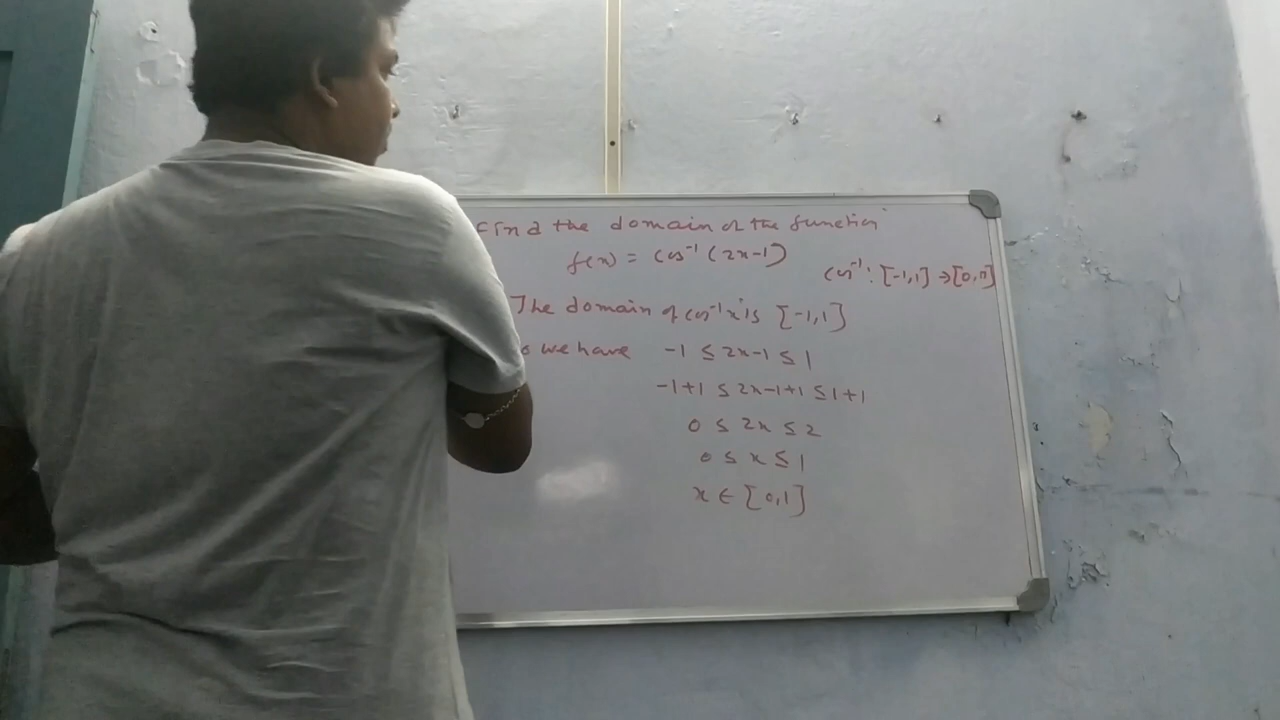 Find the domain of the function
f(x) = cos⁻¹ (2x-1)
cos⁻¹ : [-1,1] → [0,π]
The domain of cos⁻¹x is [-1,1]
we have -1 ≤ 2x-1 ≤ 1
-1+1 ≤ 2x-1+1 ≤ 1+1
0 ≤ 2x ≤ 2
0 ≤ x ≤ 1
x ∈ [0,1]